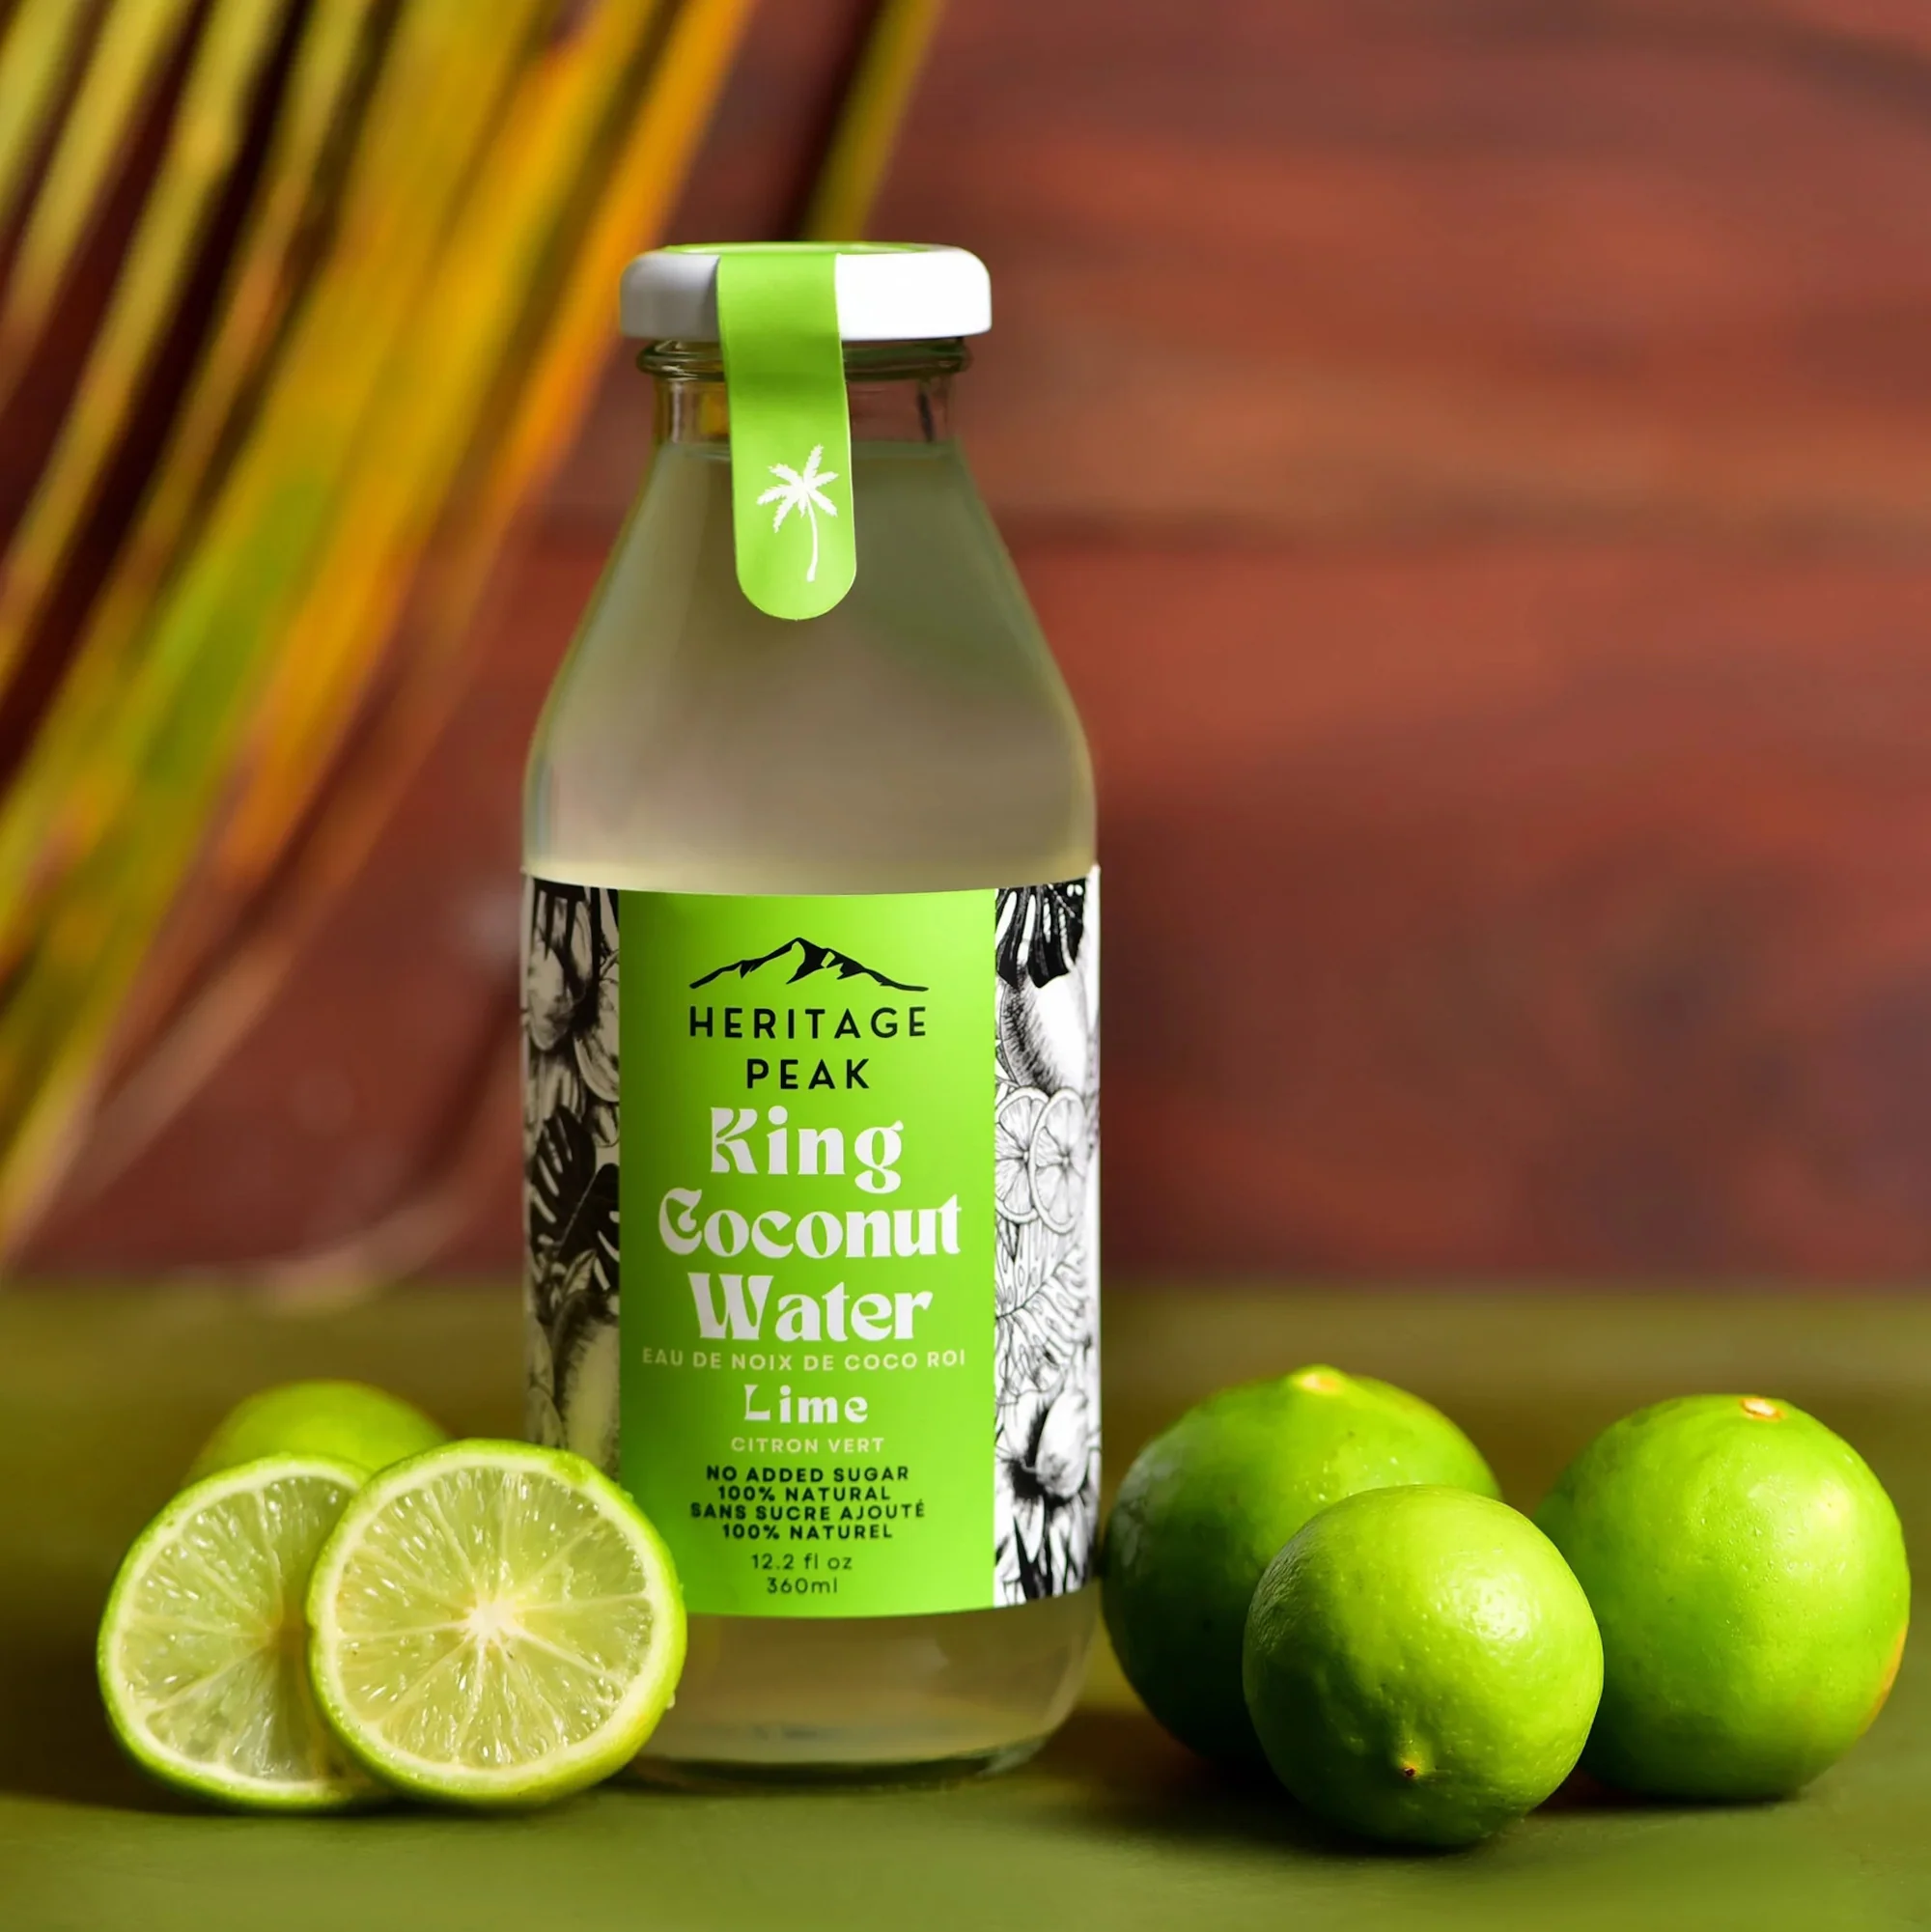 HERITAGE
PEAK
King
Coconut
Water
EAU DE NOIX DE COCO ROI
Lime
CITRON VERT
NO ADDED SUGAR
100% NATURAL
SANS SUCRE AJOUTÉ
100% NATUREL
12.2 fl oz
360ml